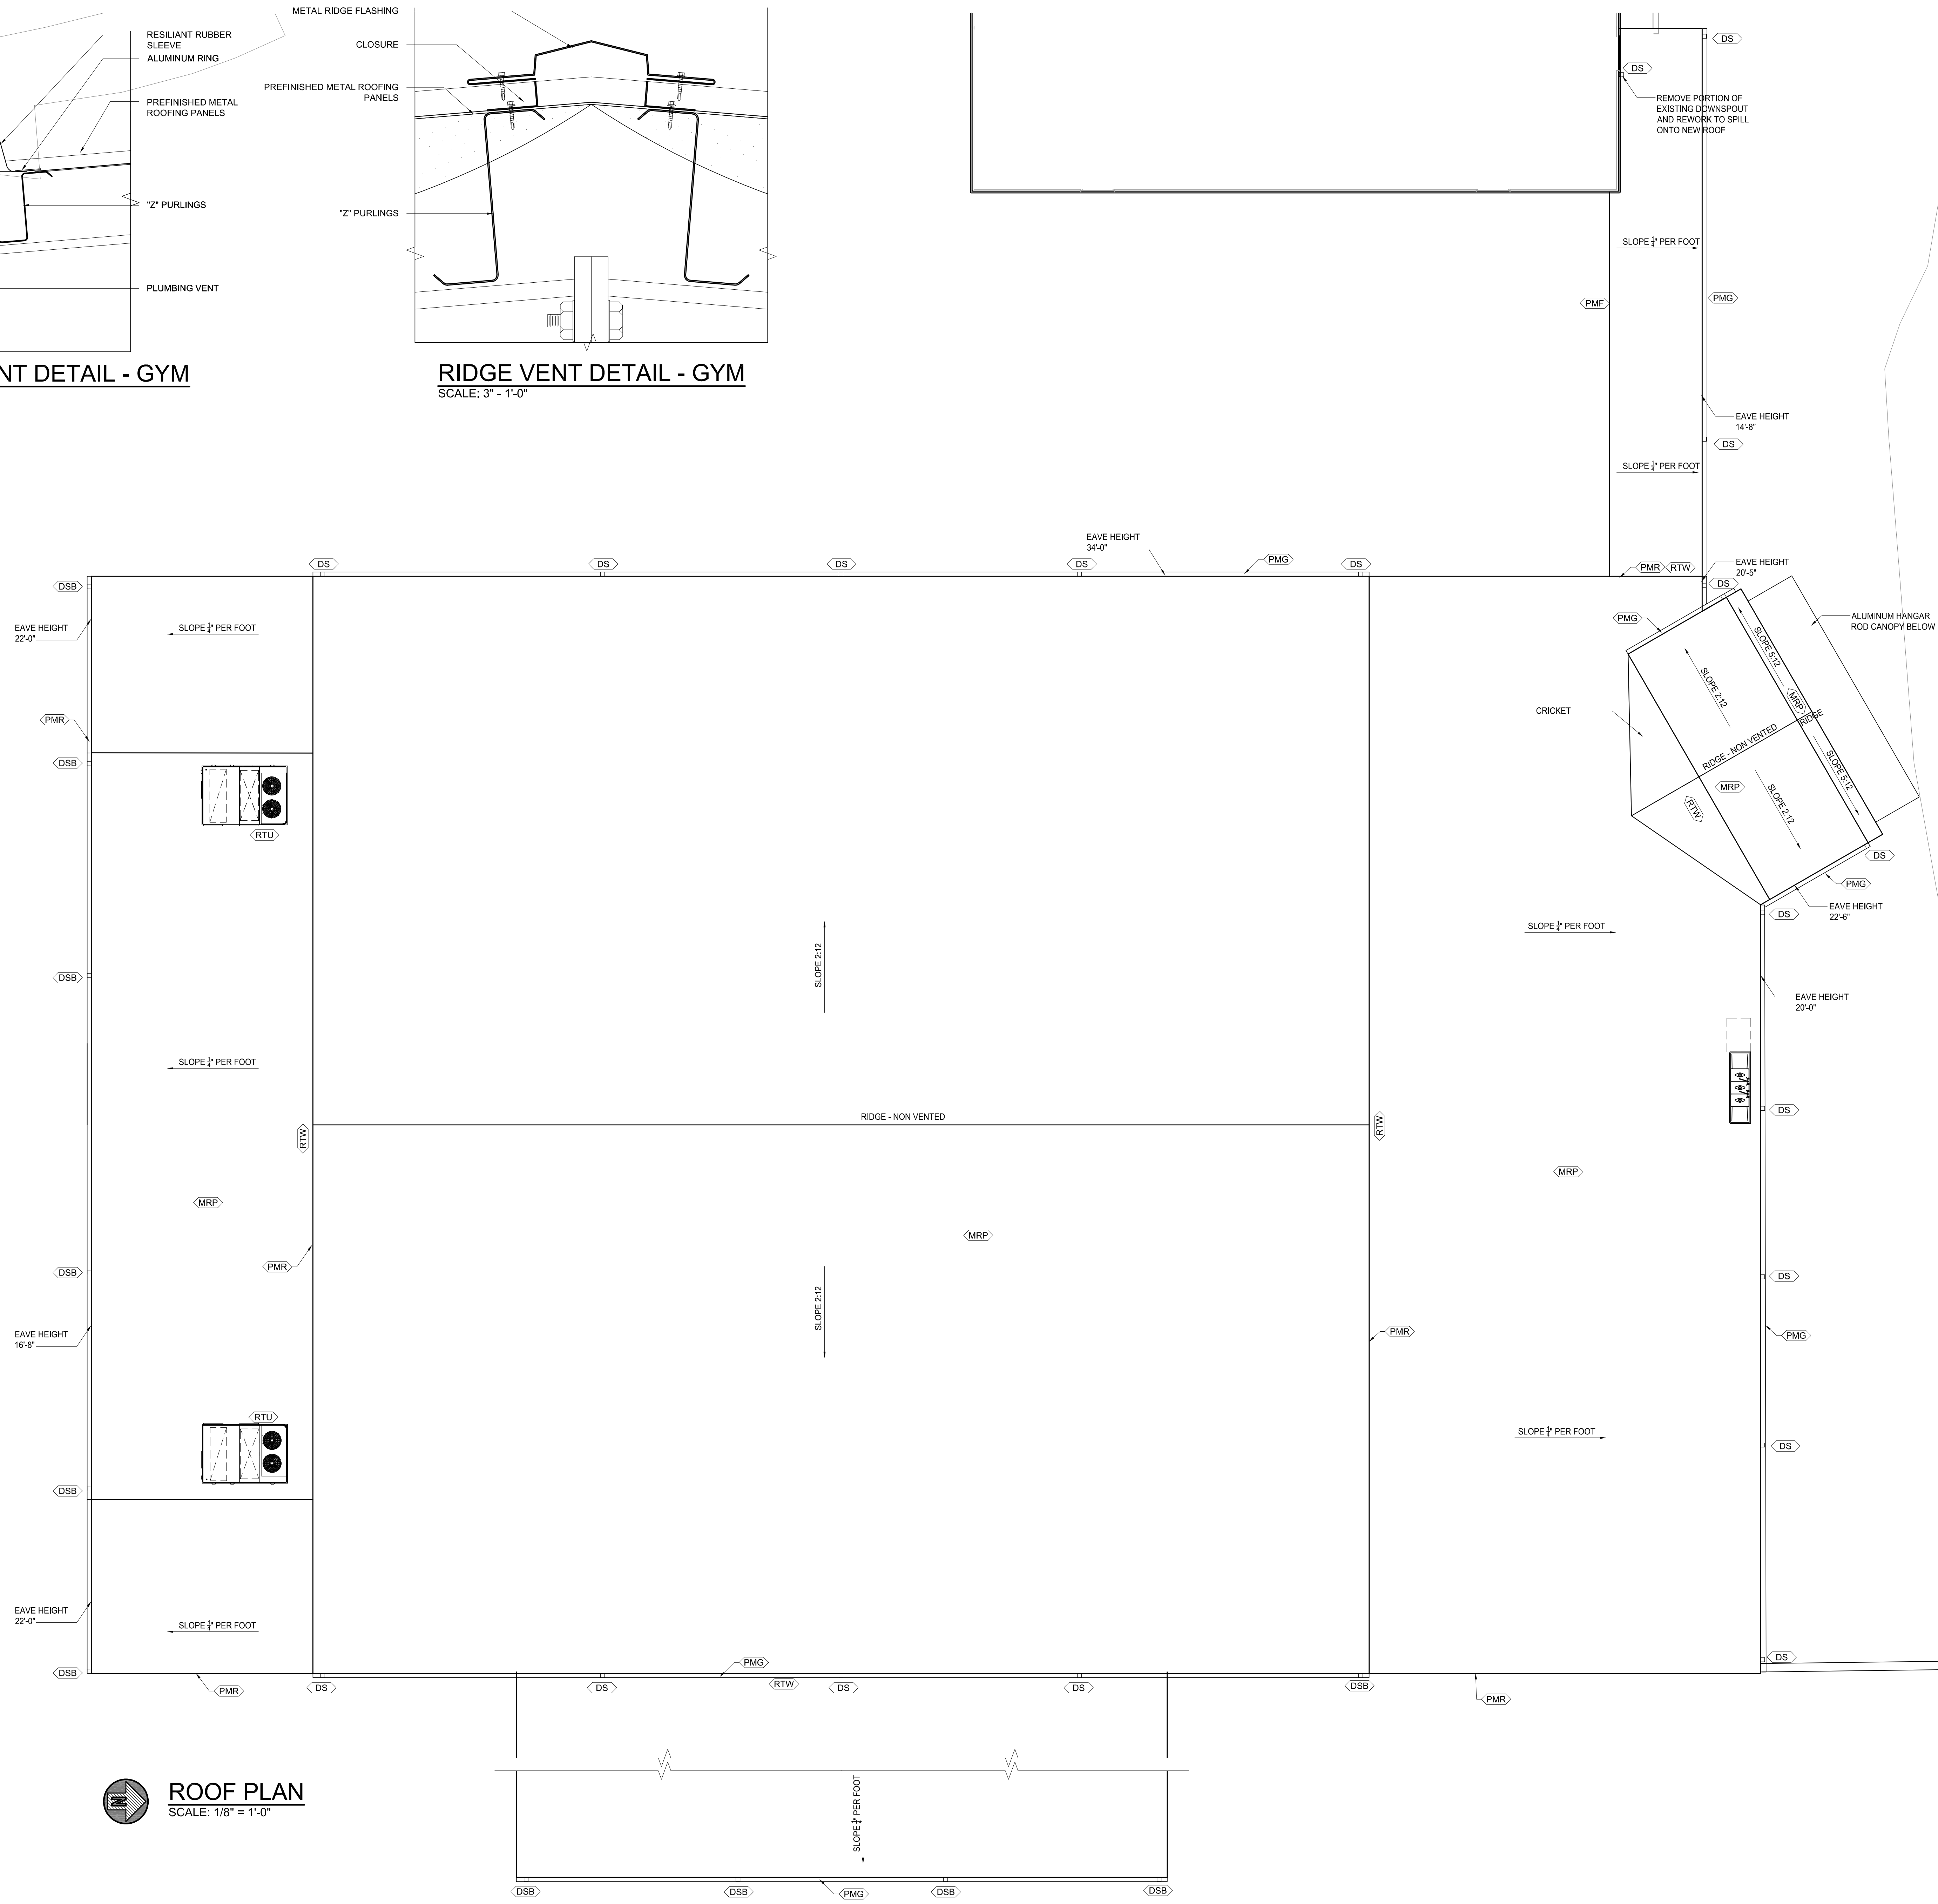 RESILIANT RUBBER
SLEEVE
ALUMINUM RING
PREFINISHED METAL
ROOFING PANELS
"Z" PURLINGS
PLUMBING VENT
NT DETAIL - GYM
METAL RIDGE FLASHING
CLOSURE
PREFINISHED METAL ROOFING
PANELS
"Z" PURLINGS
RIDGE VENT DETAIL - GYM
SCALE: 3" - 1'-0"
DS
DS
REMOVE PORTION OF
EXISTING DOWNSPOUT
AND REWORK TO SPILL
ONTO NEW ROOF
SLOPE ¼" PER FOOT
PMF
PMG
EAVE HEIGHT
14'-8"
DS
SLOPE ¼" PER FOOT
EAVE HEIGHT
34'-0"
PMG
DS
DS
DS
DS
DS
PMR
RTW
EAVE HEIGHT
20'-5"
DS
DSB
EAVE HEIGHT
22'-0"
SLOPE ¼" PER FOOT
PMG
ALUMINUM HANGAR
ROD CANOPY BELOW
SLOPE 5:12
SLOPE 2:12
MRP
RIDGE
CRICKET
RIDGE - NON VENTED
PMR
DSB
SLOPE 5:12
MRP
SLOPE 2:12
RTW
RTU
DS
PMG
EAVE HEIGHT
22'-6"
DS
SLOPE ¼" PER FOOT
SLOPE 2:12
DSB
EAVE HEIGHT
20'-0"
SLOPE ¼" PER FOOT
DS
RIDGE - NON VENTED
RTW
RTW
MRP
MRP
MRP
PMR
DSB
DS
SLOPE 2:12
EAVE HEIGHT
16'-8"
PMR
PMG
RTU
SLOPE ¼" PER FOOT
DS
DSB
EAVE HEIGHT
22'-0"
SLOPE ¼" PER FOOT
DSB
PMG
DS
PMR
DS
DS
RTW
DS
DS
DSB
PMR
N
ROOF PLAN
SCALE: 1/8" = 1'-0"
SLOPE ¼" PER FOOT
DSB
DSB
PMG
DSB
DSB